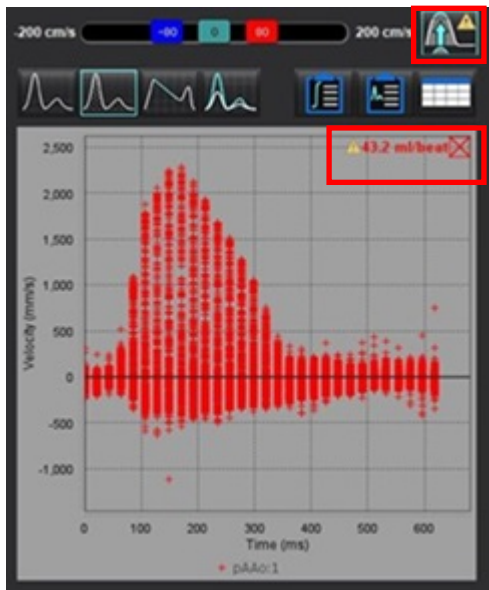 -200 cm/s -80 0 80 200 cm/s
43.2 ml/beat
2,500
2,000
1,500
1,000
500
0
-500
-1,000
Velocity (mm/s)
0 100 200 300 400 500 600
Time (ms)
+ pAAo:1